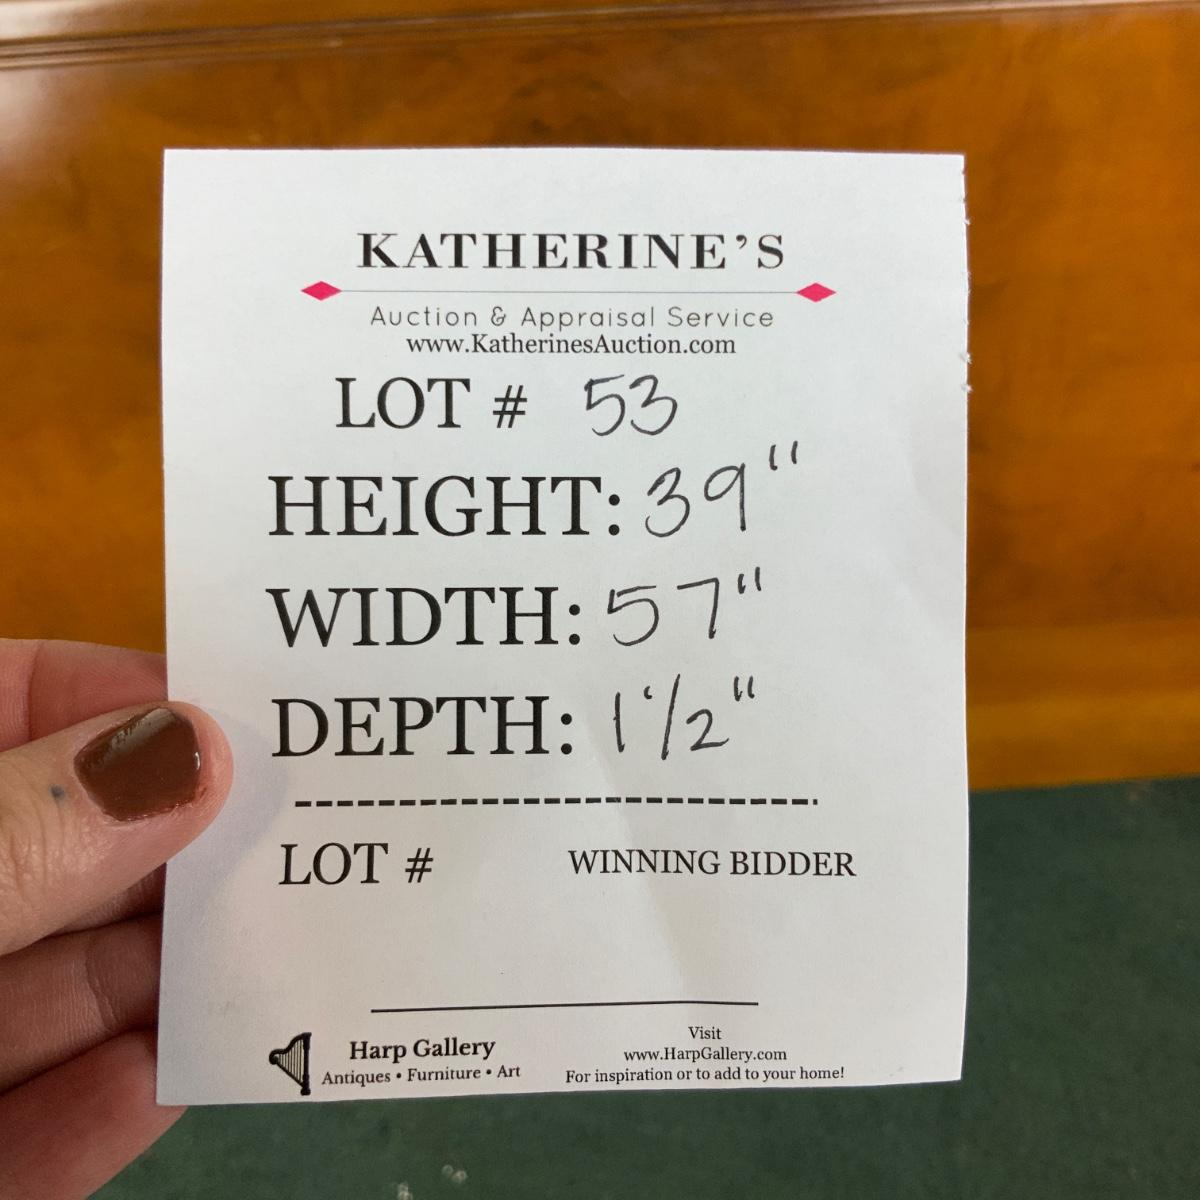 KATHERINE'S
Auction & Appraisal Service
www.KatherinesAuction.com
LOT # 53
HEIGHT: 39"
WIDTH: 57"
DEPTH: 1 1/2"
LOT # WINNING BIDDER
Harp Gallery
Antiques • Furniture • Art
Visit
www.HarpGallery.com
For inspiration or to add to your home!